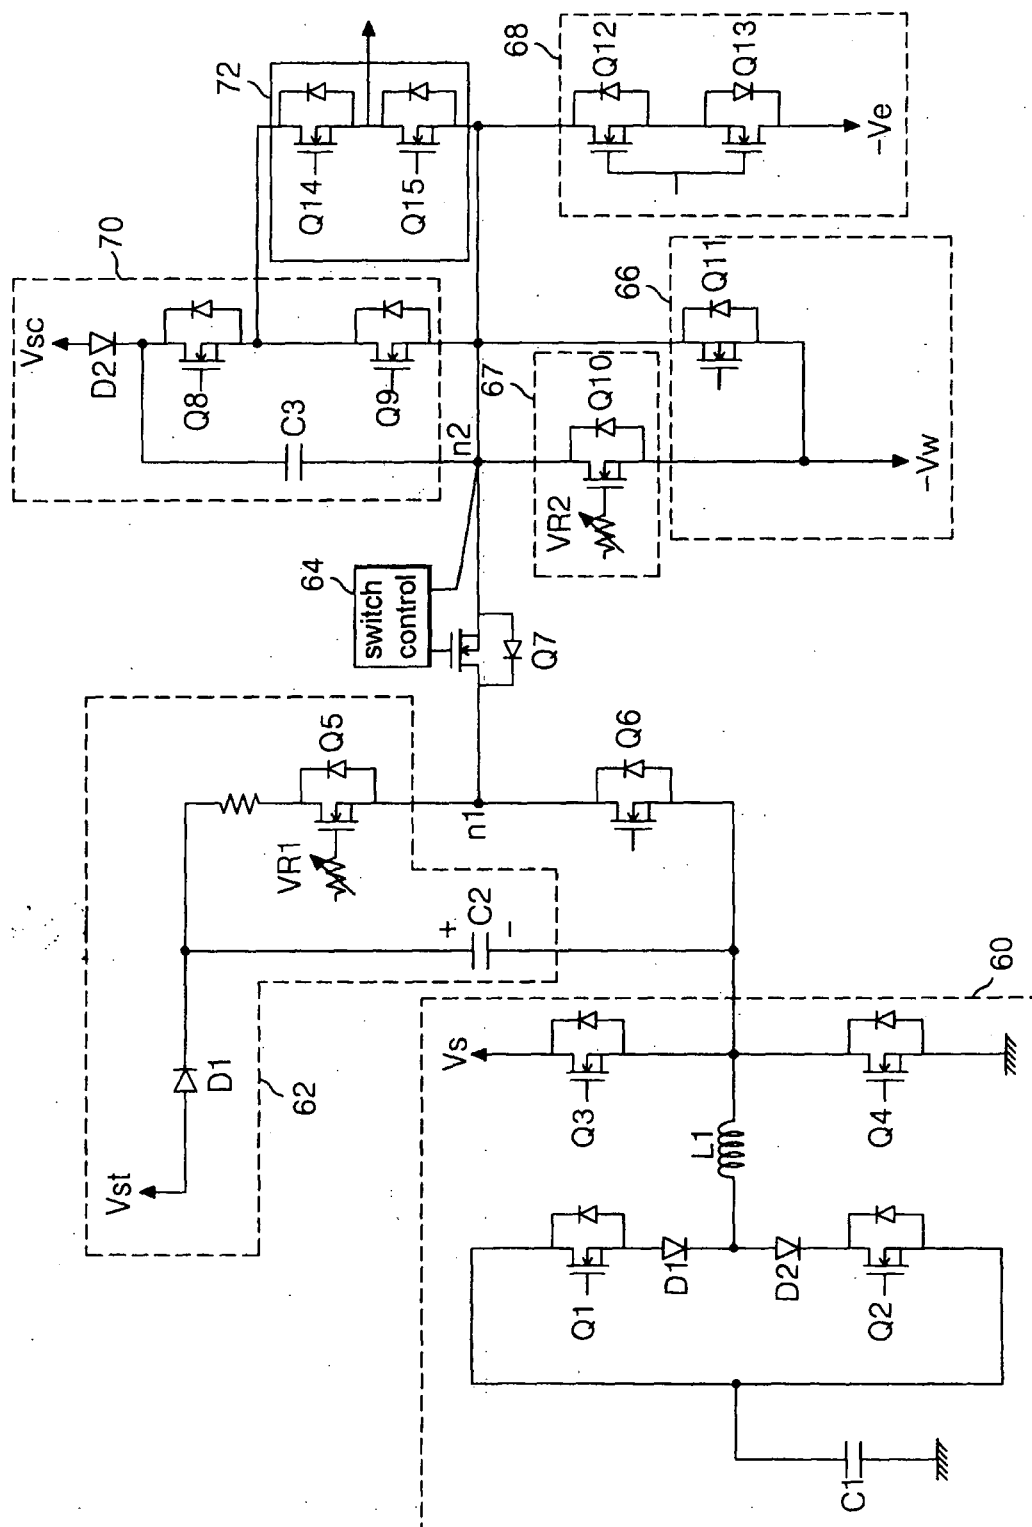 72
68
Q12
Q13
-Ve
Q14
Q15
70
Vsc
D2
Q8
Q9
C3
n2
67
66
Q11
Q10
VR2
-Vw
64
switch
control
Q7
Q5
VR1
n1
Q6
C2
+
-
D1
62
Vst
60
Vs
Q3
Q4
L1
Q1
D1
D2
Q2
C1